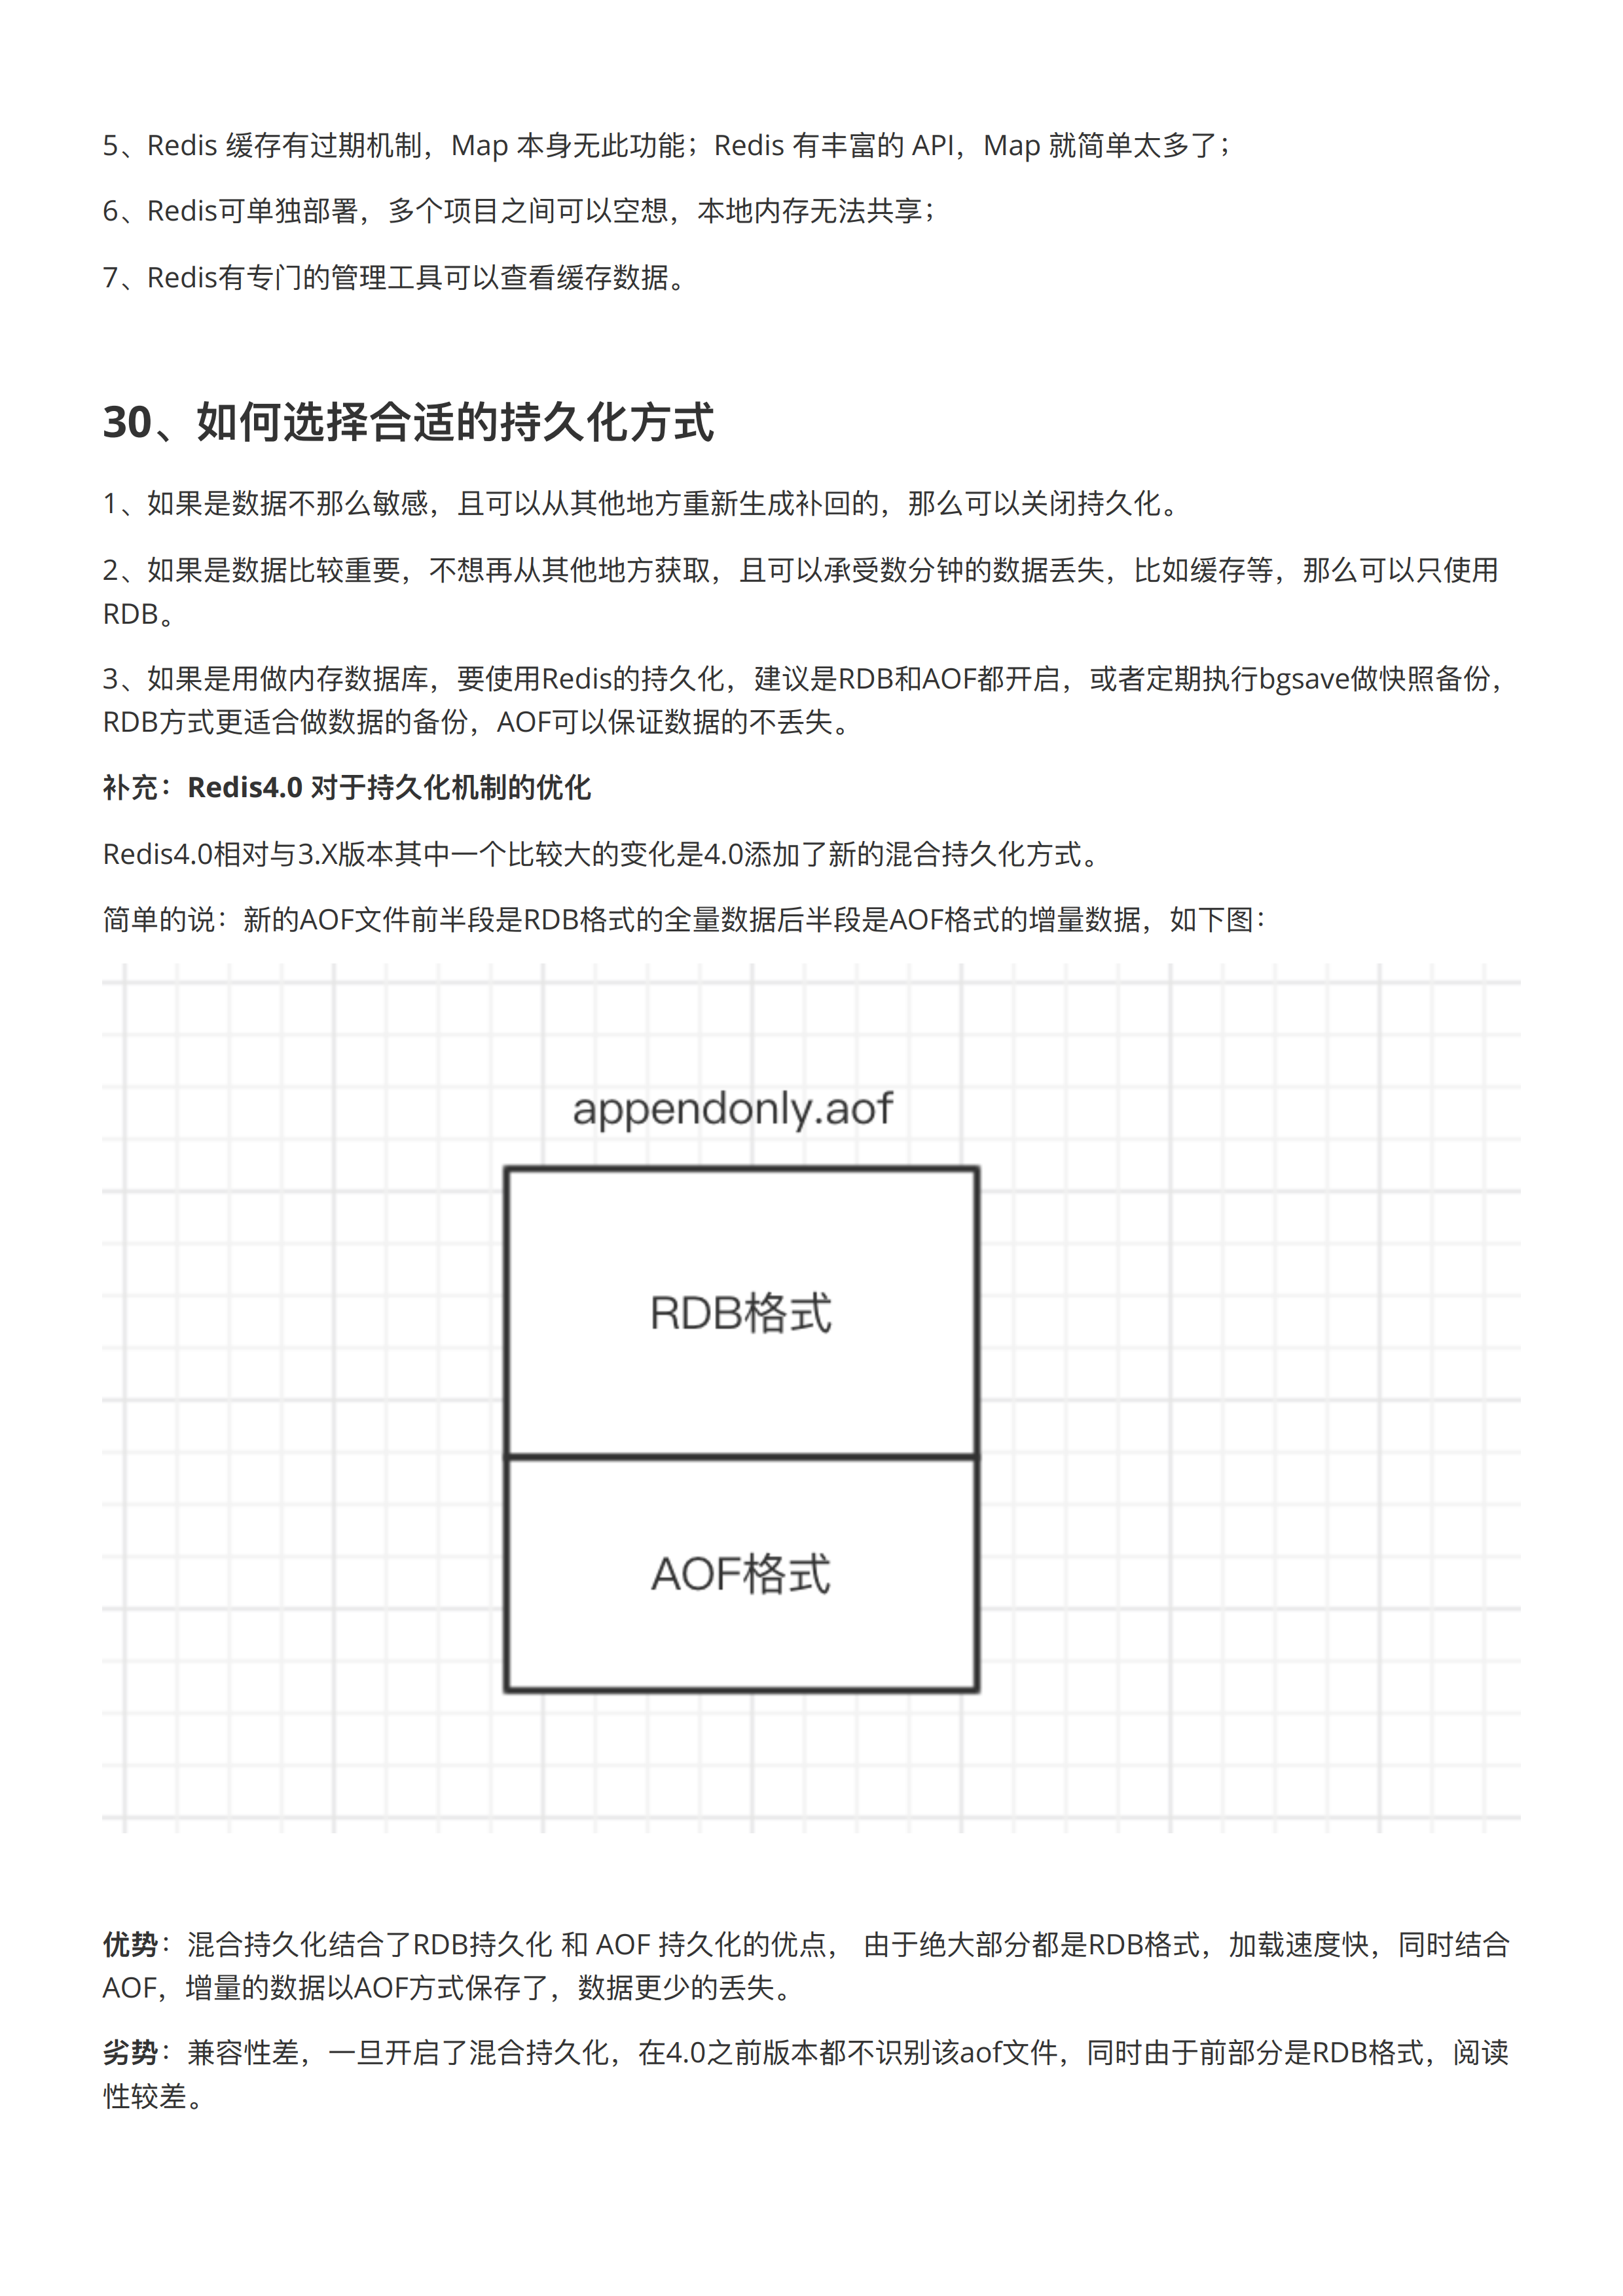 5、Redis 缓存有过期机制，Map 本身无此功能；Redis 有丰富的 API，Map 就简单太多了；
6、Redis可单独部署，多个项目之间可以空想，本地内存无法共享；
7、Redis有专门的管理工具可以查看缓存数据。
30、如何选择合适的持久化方式
1、如果是数据不那么敏感，且可以从其他地方重新生成补回的，那么可以关闭持久化。
2、如果是数据比较重要，不想再从其他地方获取，且可以承受数分钟的数据丢失，比如缓存等，那么可以只使用
RDB。
3、如果是用做内存数据库，要使用Redis的持久化，建议是RDB和AOF都开启，或者定期执行bgsave做快照备份，
RDB方式更适合做数据的备份，AOF可以保证数据的不丢失。
补充：Redis4.0 对于持久化机制的优化
Redis4.0相对与3.X版本其中一个比较大的变化是4.0添加了新的混合持久化方式。
简单的说：新的AOF文件前半段是RDB格式的全量数据后半段是AOF格式的增量数据，如下图：
appendonly.aof
RDB格式
AOF格式
优势：混合持久化结合了RDB持久化 和 AOF 持久化的优点， 由于绝大部分都是RDB格式，加载速度快，同时结合
AOF，增量的数据以AOF方式保存了，数据更少的丢失。
劣势：兼容性差，一旦开启了混合持久化，在4.0之前版本都不识别该aof文件，同时由于前部分是RDB格式，阅读
性较差。